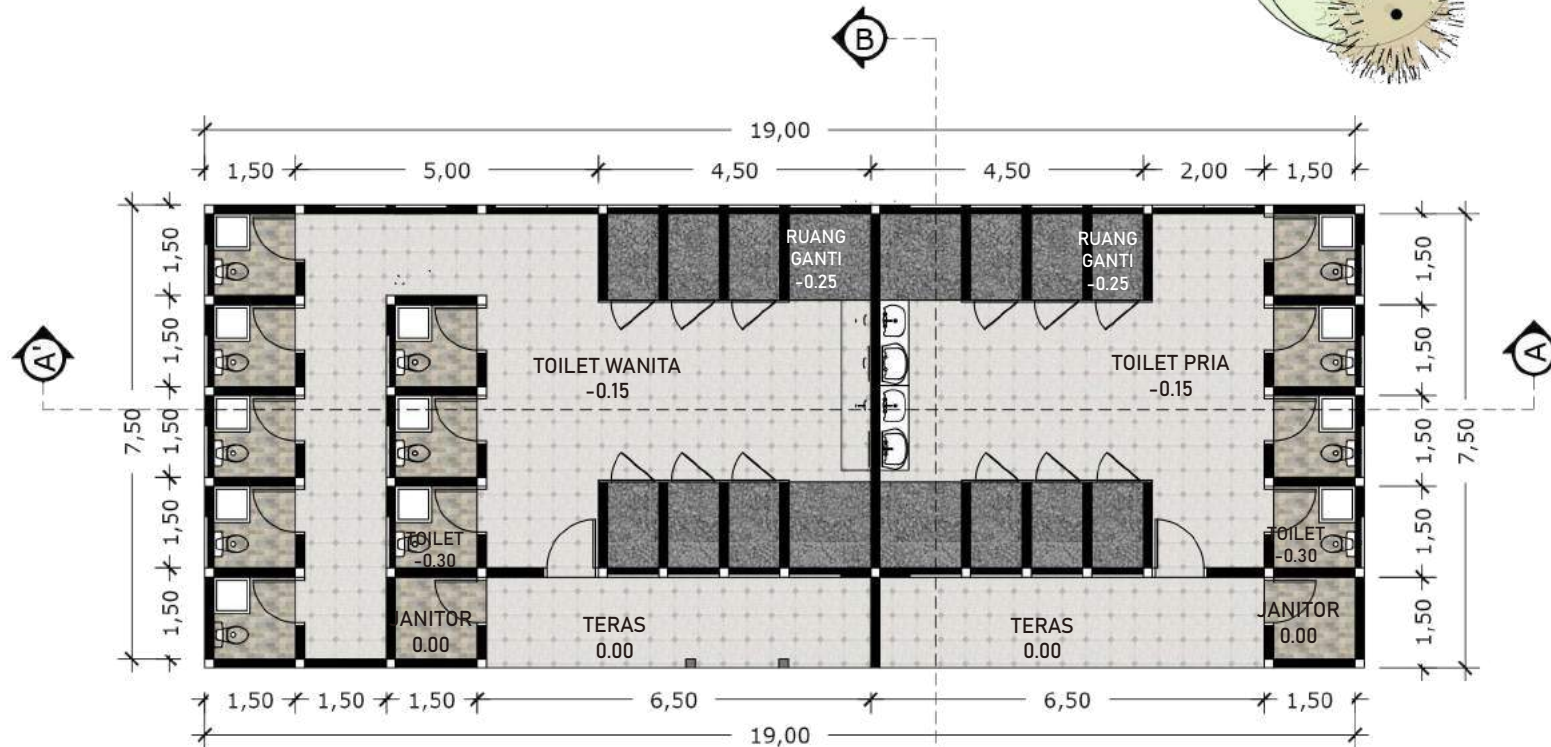 B
19,00
1,50 5,00 4,50 4,50 2,00 1,50
1,50
1,50
1,50
1,50
1,50
7,50
RUANG
GANTI
-0.25
RUANG
GANTI
-0.25
1,50
1,50
1,50
1,50
1,50
7,50
A'
A
TOILET WANITA
-0.15
TOILET PRIA
-0.15
TOILET
-0.30
TOILET
-0.30
JANITOR
0.00
TERAS
0.00
TERAS
0.00
JANITOR
0.00
1,50 1,50 1,50 6,50 6,50 1,50
19,00